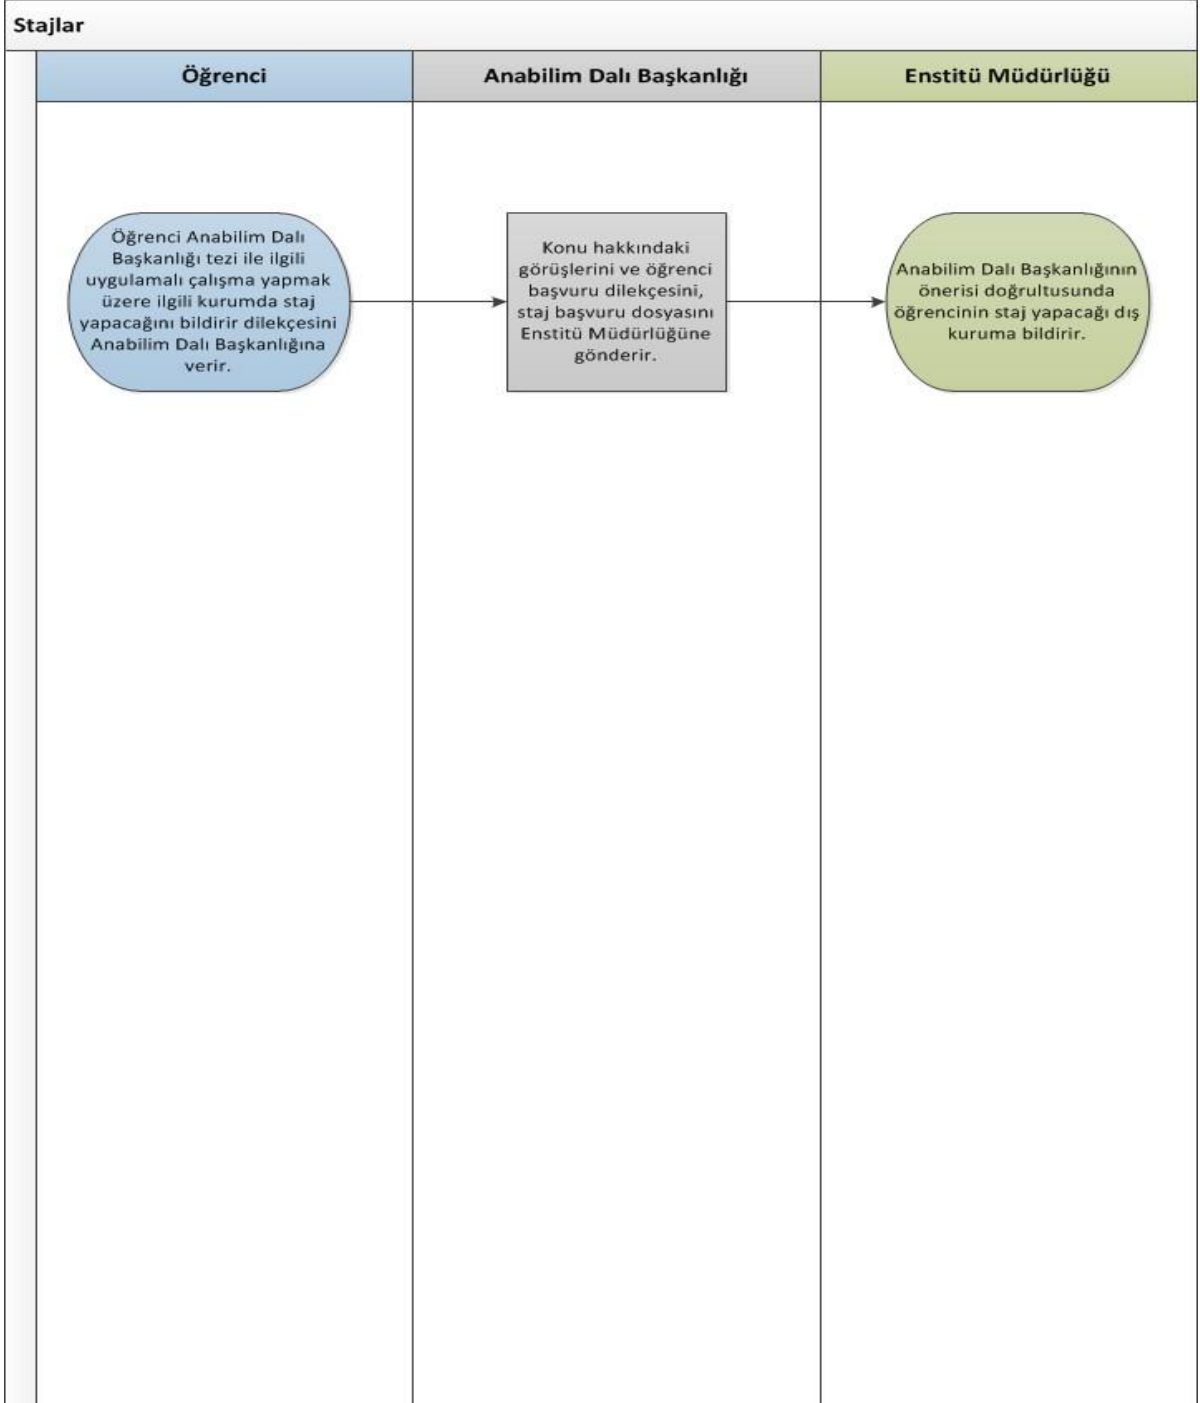 Stajlar
Öğrenci
Anabilim Dalı Başkanlığı
Enstitü Müdürlüğü
Öğrenci Anabilim Dalı
Başkanlığı tezi ile ilgili
uygulamalı çalışma yapmak
üzere ilgili kurumda staj
yapacağını bildirir dilekçesini
Anabilim Dalı Başkanlığına
verir.
Konu hakkındaki
görüşlerini ve öğrenci
başvuru dilekçesini,
staj başvuru dosyasını
Enstitü Müdürlüğüne
gönderir.
Anabilim Dalı Başkanlığının
önerisi doğrultusunda
öğrencinin staj yapacağı dış
kuruma bildirir.